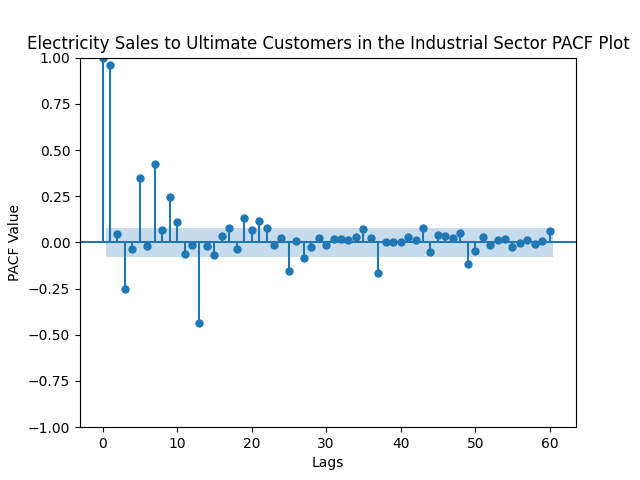 Electricity Sales to Ultimate Customers in the Industrial Sector PACF Plot
1.00
0.75
0.50
0.25
0.00
−0.25
−0.50
−0.75
−1.00
PACF Value
0 10 20 30 40 50 60
Lags